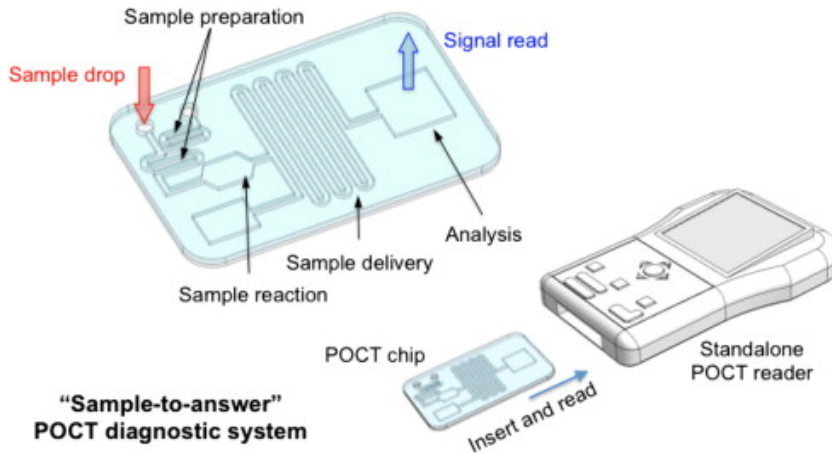 Sample preparation
Sample drop
Signal read
Analysis
Sample delivery
Sample reaction
POCT chip
Insert and read
Standalone
POCT reader
“Sample-to-answer”
POCT diagnostic system